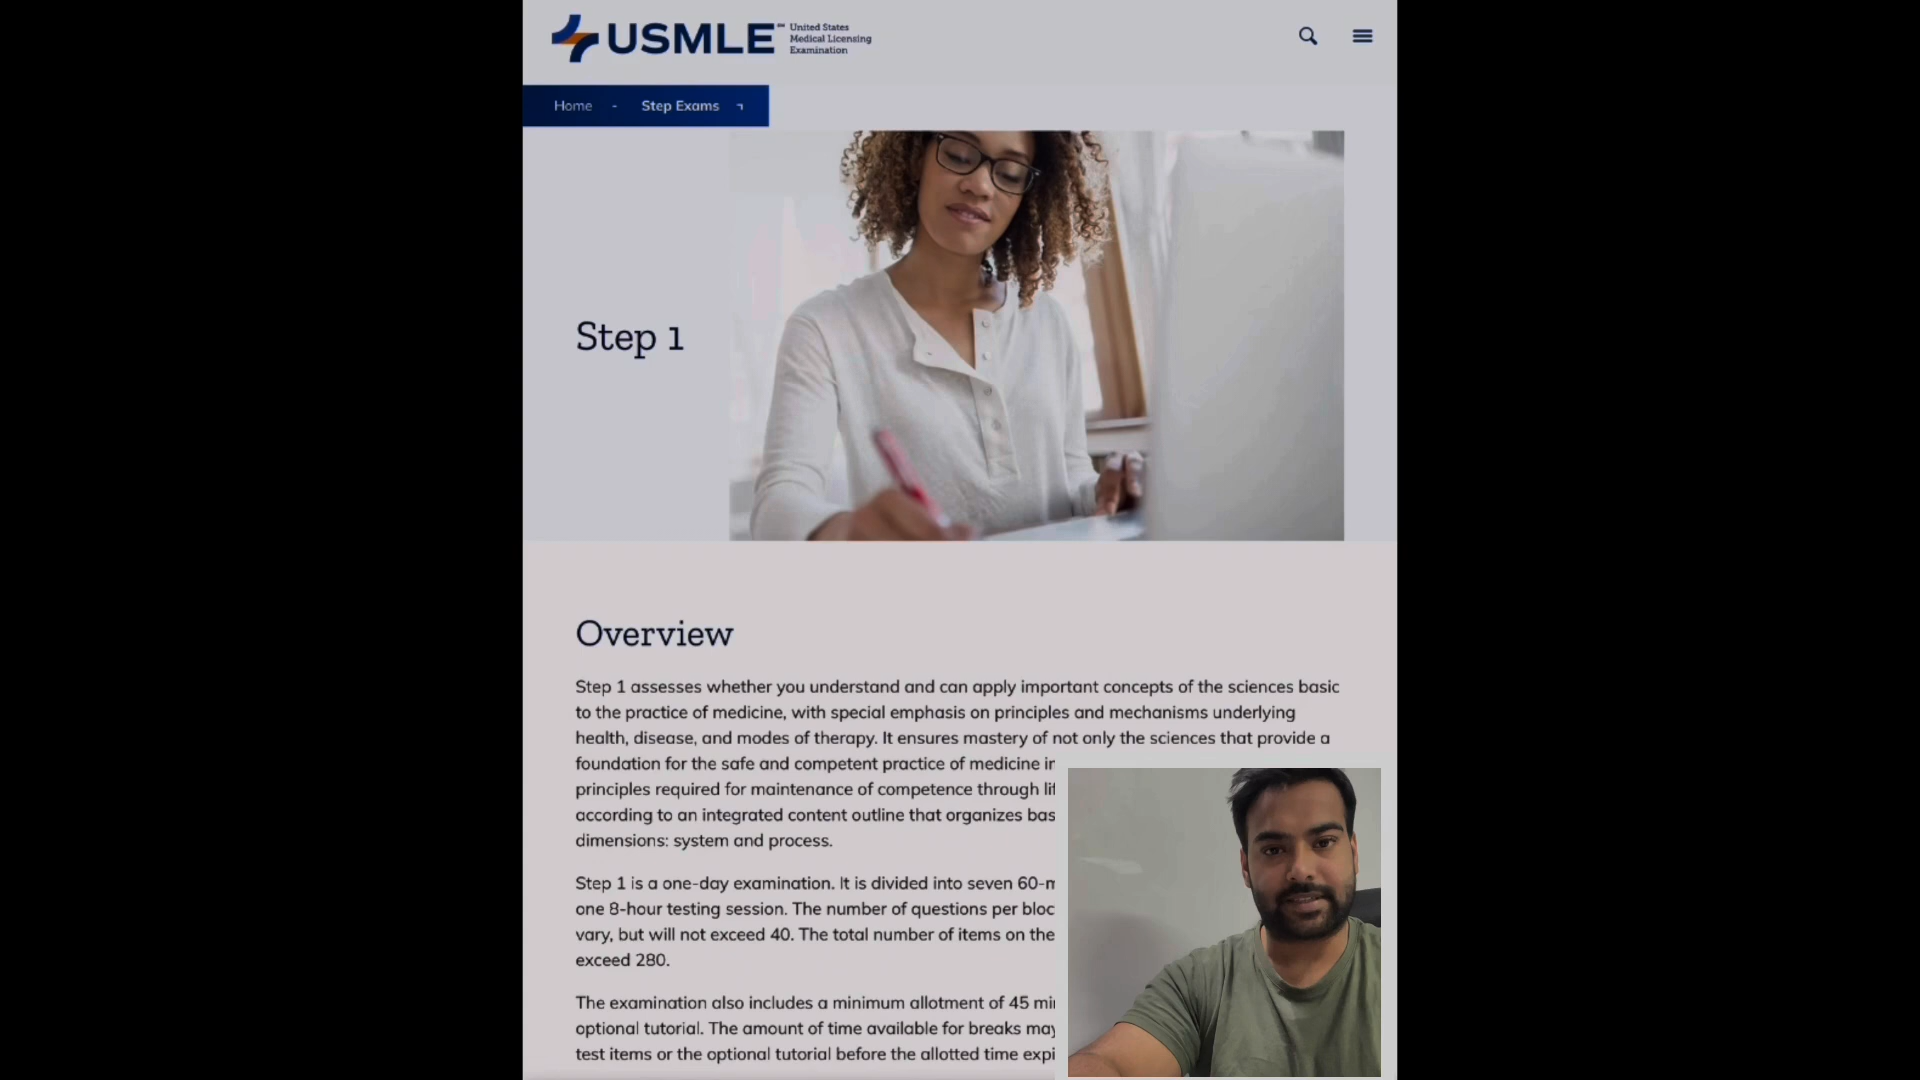 USMLE
United States
Medical Licensing
Examination
Home - Step Exams
Step 1
Overview
Step 1 assesses whether you understand and can apply important concepts of the sciences basic
to the practice of medicine, with special emphasis on principles and mechanisms underlying
health, disease, and modes of therapy. It ensures mastery of not only the sciences that provide a
foundation for the safe and competent practice of medicine in
principles required for maintenance of competence through
according to an integrated content outline that organizes
dimensions: system and process.
Step 1 is a one-day examination. It is divided into seven
one 8-hour testing session. The number of questions per
vary, but will not exceed 40. The total number of items on the
exceed 280.
The examination also includes a minimum allotment of 45
optional tutorial. The amount of time available for breaks may
test items or the optional tutorial before the allotted time